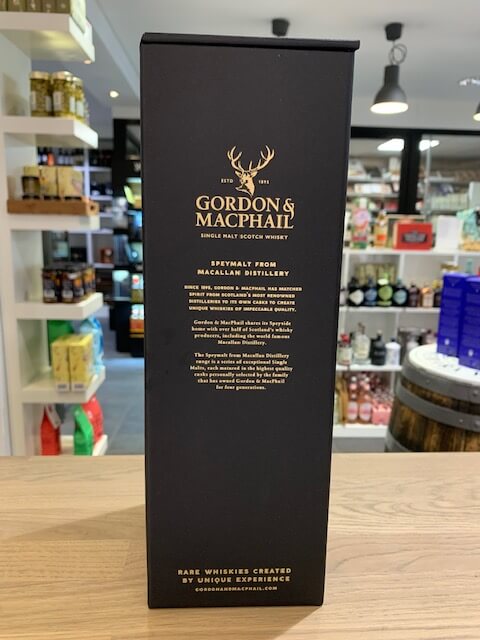 ESTD 1895
GORDON &
MACPHAIL
SINGLE MALT SCOTCH WHISKY
SPEYMALT FROM
MACALLAN DISTILLERY
SINCE 1895, GORDON & MACPHAIL HAS MATCHED
SPIRIT FROM SCOTLAND'S MOST RENOWNED
DISTILLERIES TO ITS OWN CASKS TO CREATE
UNIQUE WHISKIES OF IMPECCABLE QUALITY.
Gordon & MacPhail shares its Speyside
home with over half of Scotland's whisky
producers, including the world famous
Macallan Distillery.
The Speymalt from Macallan Distillery
range is a series of exceptional Single
Malts, each matured in the highest quality
casks personally selected by the family
that has owned Gordon & MacPhail
for four generations.
RARE WHISKIES CREATED
BY UNIQUE EXPERIENCE
GORDONANDMACPHAIL.COM